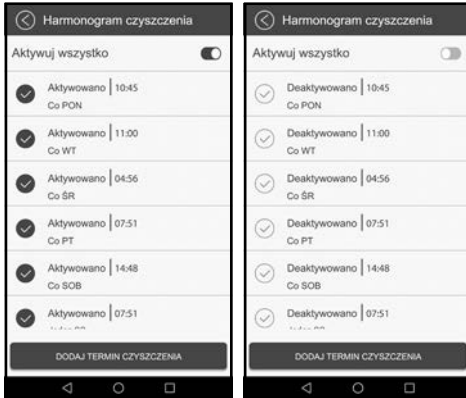 Harmonogram czyszczenia
Aktywuj wszystko
Aktywowano 10:45
Co PON
Aktywowano 11:00
Co WT
Aktywowano 04:56
Co ŚR
Aktywowano 07:51
Co PT
Aktywowano 14:48
Co SOB
Aktywowano 07:51
DODAJ TERMIN CZYSZCZENIA
Harmonogram czyszczenia
Aktywuj wszystko
Deaktywowano 10:45
Co PON
Deaktywowano 11:00
Co WT
Deaktywowano 04:56
Co ŚR
Deaktywowano 07:51
Co PT
Deaktywowano 14:48
Co SOB
Deaktywowano 07:51
DODAJ TERMIN CZYSZCZENIA